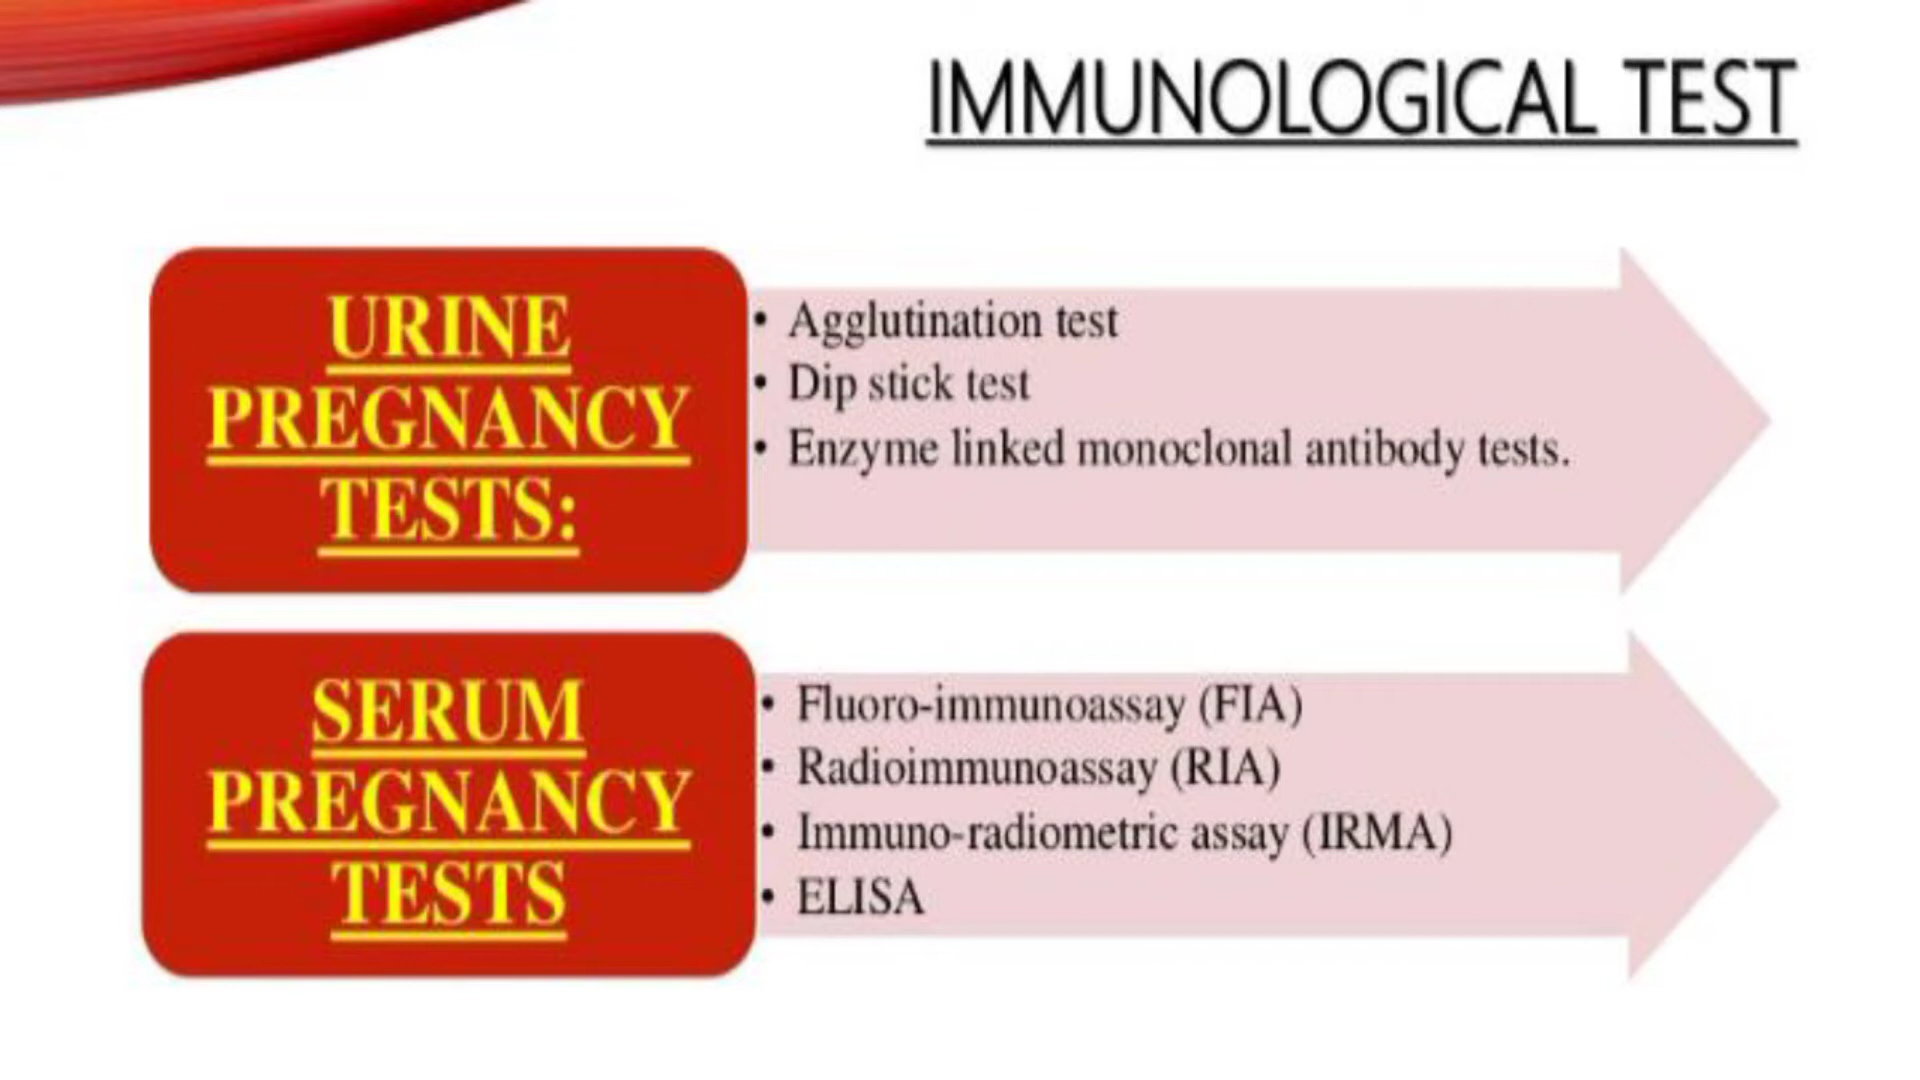 IMMUNOLOGICAL TEST
URINE
PREGNANCY
TESTS:
• Agglutination test
• Dip stick test
• Enzyme linked monoclonal antibody tests.
SERUM
PREGNANCY
TESTS
• Fluoro-immunoassay (FIA)
• Radioimmunoassay (RIA)
• Immuno-radiometric assay (IRMA)
• ELISA